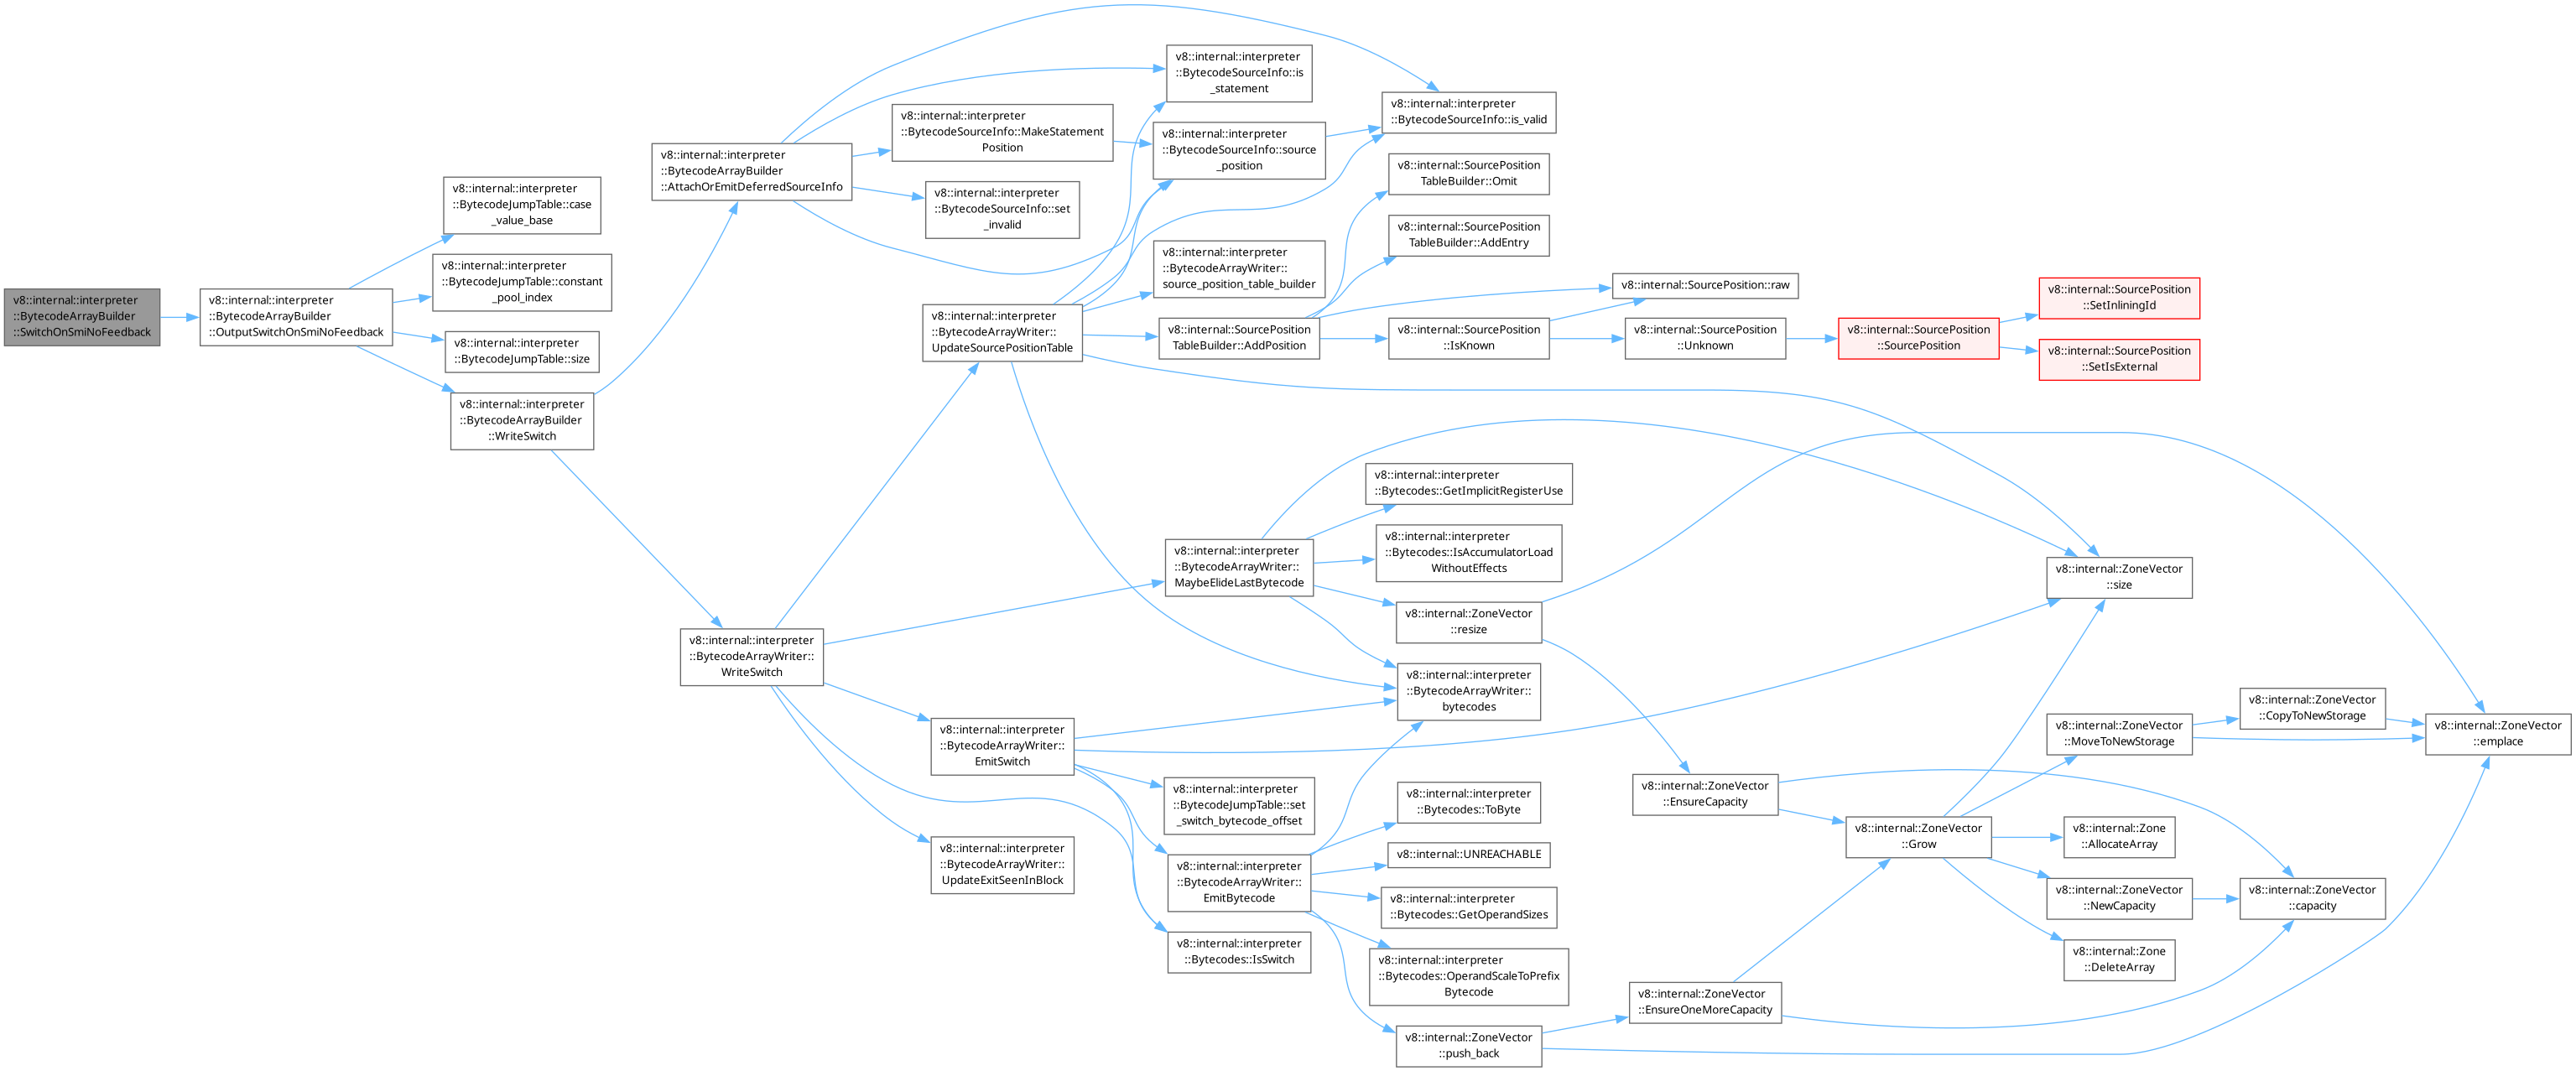 v8::internal::interpreter
::BytecodeArrayBuilder
::SwitchOnSmiNoFeedback
v8::internal::interpreter
::BytecodeArrayBuilder
::OutputSwitchOnSmiNoFeedback
v8::internal::interpreter
::BytecodeJumpTable::case
_value_base
v8::internal::interpreter
::BytecodeJumpTable::constant
_pool_index
v8::internal::interpreter
::BytecodeJumpTable::size
v8::internal::interpreter
::BytecodeArrayBuilder
::WriteSwitch
v8::internal::interpreter
::BytecodeArrayBuilder
::AttachOrEmitDeferredSourceInfo
v8::internal::interpreter
::BytecodeArrayWriter::
WriteSwitch
v8::internal::interpreter
::BytecodeSourceInfo::MakeStatement
Position
v8::internal::interpreter
::BytecodeSourceInfo::set
_invalid
v8::internal::interpreter
::BytecodeArrayWriter::
UpdateSourcePositionTable
v8::internal::interpreter
::BytecodeArrayWriter::
EmitSwitch
v8::internal::interpreter
::BytecodeArrayWriter::
UpdateExitSeenInBlock
v8::internal::interpreter
::BytecodeSourceInfo::is
_statement
v8::internal::interpreter
::BytecodeSourceInfo::source
_position
v8::internal::interpreter
::BytecodeArrayWriter::
source_position_table_builder
v8::internal::SourcePosition
TableBuilder::AddPosition
v8::internal::interpreter
::BytecodeArrayWriter::
MaybeElideLastBytecode
v8::internal::interpreter
::BytecodeJumpTable::set
_switch_bytecode_offset
v8::internal::interpreter
::BytecodeArrayWriter::
EmitBytecode
v8::internal::interpreter
::Bytecodes::IsSwitch
v8::internal::interpreter
::BytecodeSourceInfo::is_valid
v8::internal::SourcePosition
TableBuilder::Omit
v8::internal::SourcePosition
TableBuilder::AddEntry
v8::internal::SourcePosition
::IsKnown
v8::internal::interpreter
::Bytecodes::GetImplicitRegisterUse
v8::internal::interpreter
::Bytecodes::IsAccumulatorLoad
WithoutEffects
v8::internal::ZoneVector
::resize
v8::internal::interpreter
::BytecodeArrayWriter::
bytecodes
v8::internal::interpreter
::Bytecodes::ToByte
v8::internal::UNREACHABLE
v8::internal::interpreter
::Bytecodes::GetOperandSizes
v8::internal::interpreter
::Bytecodes::OperandScaleToPrefix
Bytecode
v8::internal::ZoneVector
::push_back
v8::internal::SourcePosition::raw
v8::internal::SourcePosition
::Unknown
v8::internal::ZoneVector
::EnsureCapacity
v8::internal::ZoneVector
::EnsureOneMoreCapacity
v8::internal::SourcePosition
::SourcePosition
v8::internal::ZoneVector
::Grow
v8::internal::SourcePosition
::SetInliningId
v8::internal::SourcePosition
::SetIsExternal
v8::internal::ZoneVector
::size
v8::internal::ZoneVector
::MoveToNewStorage
v8::internal::Zone
::AllocateArray
v8::internal::ZoneVector
::NewCapacity
v8::internal::Zone
::DeleteArray
v8::internal::ZoneVector
::CopyToNewStorage
v8::internal::ZoneVector
::capacity
v8::internal::ZoneVector
::emplace